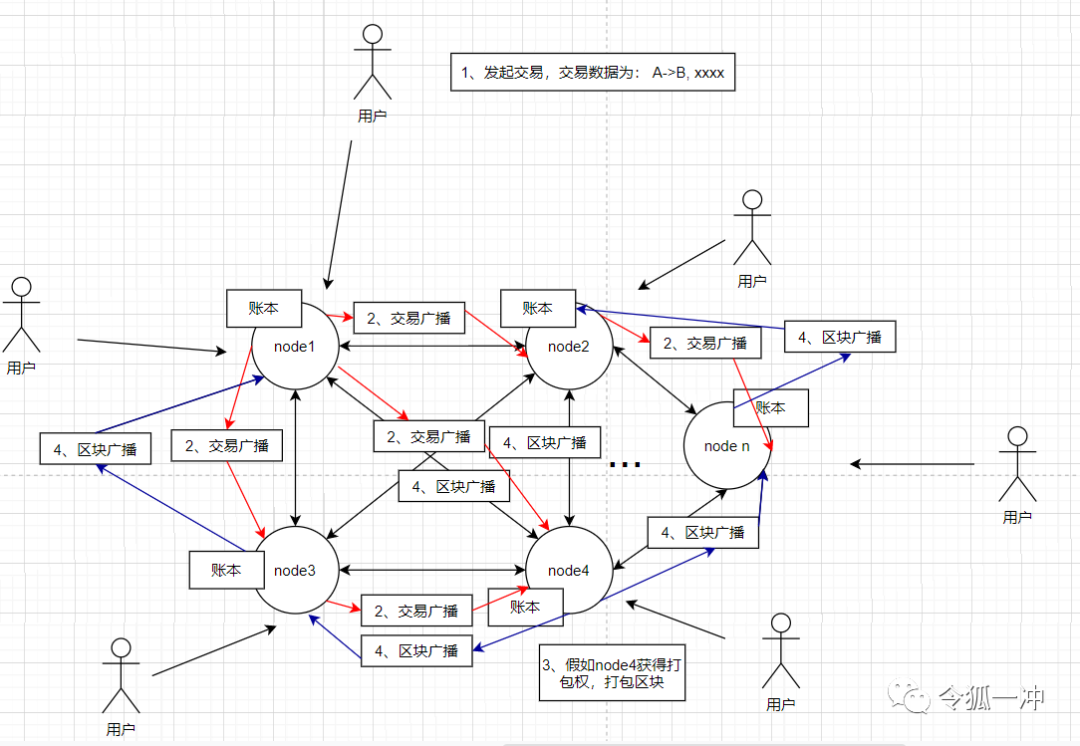 1、发起交易，交易数据为： A->B, xxxx
用户
用户
用户
账本
2、交易广播
账本
2、交易广播
4、区块广播
node1
node2
用户
账本
4、区块广播
2、交易广播
2、交易广播
4、区块广播
node n
...
用户
4、区块广播
4、区块广播
账本
node3
node4
账本
2、交易广播
4、区块广播
3、假如node4获得打
包权，打包区块
用户
用户
令狐一冲